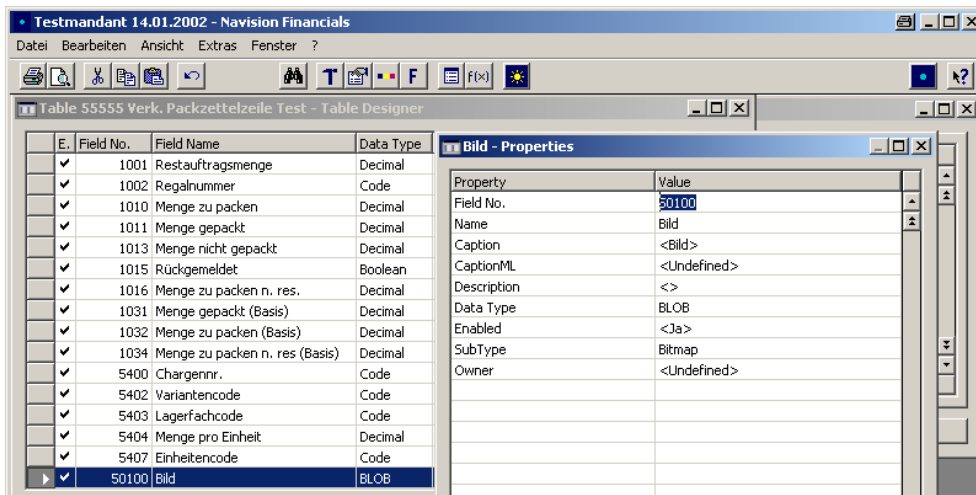 Testmandant 14.01.2002 - Navision Financials
Datei Bearbeiten Ansicht Extras Fenster ?
T F f(x) ?
Table 55555 Verk. Packzettelzeile Test - Table Designer
E. Field No. Field Name Data Type
1001 Restauftragsmenge Decimal
1002 Regalnummer Code
1010 Menge zu packen Decimal
1011 Menge gepackt Decimal
1013 Menge nicht gepackt Decimal
1015 Rückgemeldet Boolean
1016 Menge zu packen n. res. Decimal
1031 Menge gepackt (Basis) Decimal
1032 Menge zu packen (Basis) Decimal
1034 Menge zu packen n. res (Basis) Decimal
5400 Chargennr. Code
5402 Variantencode Code
5403 Lagerfachcode Code
5404 Menge pro Einheit Decimal
5407 Einheitencode Code
50100 Bild BLOB
Bild - Properties
Property Value
Field No. 50100
Name Bild
Caption <Bild>
CaptionML <Undefined>
Description <>
Data Type BLOB
Enabled <Ja>
SubType Bitmap
Owner <Undefined>